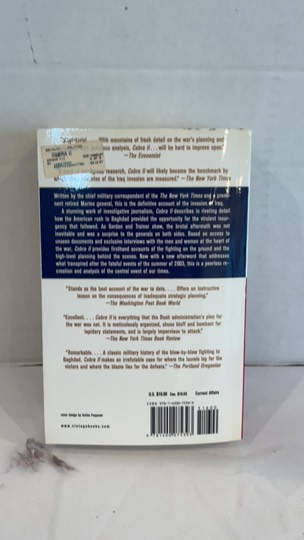 COBRA II
With mountains of fresh detail on the war's planning and
analysis, Cobra II . . . will be hard to improve upon."
—The Economist
research, Cobra II will likely become the benchmark by
of the Iraq invasion are measured." —The New York Times
Written by the chief military correspondent of the The New York Times and a
retired Marine general, this is the definitive account of the invasion of Iraq.
A stunning work of investigative journalism, Cobra II describes in riveting detail
how the American rush to Baghdad provided the opportunity for the virulent insurgency
that followed. As Gordon and Trainor show, the brutal aftermath was not
inevitable and was a surprise to the generals on both sides. Based on access to
unseen documents and exclusive interviews with the men and women at the heart of
the war, Cobra II provides firsthand accounts of the fighting on the ground and the
high-level planning behind the scenes. Now with a new afterword that addresses
what transpired after the fateful events of the summer of 2003, this is a peerless
re-creation and analysis of the central event of our times.
"Stands as the best account of the war to date. . . . Offers an instructive
lesson on the consequences of inadequate strategic planning."
—The Washington Post Book World
"Excellent. . . . Cobra II is everything that the Bush administration's plan for
the war was not. It is meticulously organized, shuns bluff and bombast for
lapidary statements, and is largely impervious to attack."
—The New York Times Book Review
"Remarkable. . . . A classic military history of the blow-by-blow fighting to
Baghdad. Cobra II makes an irrefutable case for where the laurels lay for the
victors and where the blame lies for the defeats." —The Portland Oregonian
U.S. $16.00 Can. $19.00 Current Affairs
cover design by Archie Ferguson
www.vintagebooks.com